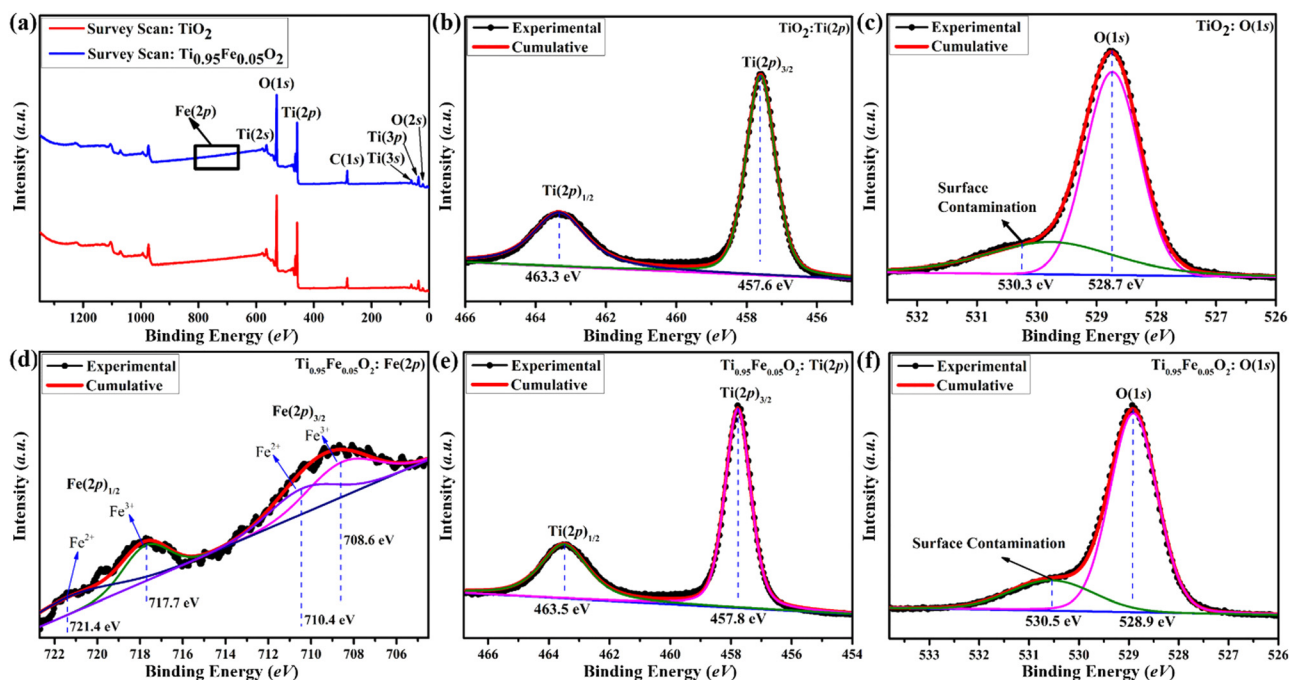 (a)
Survey Scan: TiO₂
Survey Scan: Ti₀.₉₅Fe₀.₀₅O₂
O(1s)
Fe(2p)
Ti(2p)
Ti(2s)
O(2s)
Ti(3p)
C(1s)
Ti(3s)
Intensity (a.u.)
1200 1000 800 600 400 200 0
Binding Energy (eV)
(b)
Experimental
Cumulative
TiO₂:Ti(2p)
Ti(2p)₃/₂
Ti(2p)₁/₂
463.3 eV
457.6 eV
Intensity (a.u.)
466 464 462 460 458 456 454
Binding Energy (eV)
(c)
Experimental
Cumulative
TiO₂: O(1s)
O(1s)
Surface
Contamination
530.3 eV
528.7 eV
Intensity (a.u.)
532 531 530 529 528 527 526
Binding Energy (eV)
(d)
Experimental
Cumulative
Ti₀.₉₅Fe₀.₀₅O₂: Fe(2p)
Fe(2p)₃/₂
Fe³⁺
Fe²⁺
Fe(2p)₁/₂
Fe³⁺
Fe²⁺
708.6 eV
717.7 eV
710.4 eV
721.4 eV
Intensity (a.u.)
722 720 718 716 714 712 710 708 706
Binding Energy (eV)
(e)
Experimental
Cumulative
Ti₀.₉₅Fe₀.₀₅O₂: Ti(2p)
Ti(2p)₃/₂
Ti(2p)₁/₂
463.5 eV
457.8 eV
Intensity (a.u.)
466 464 462 460 458 456 454
Binding Energy (eV)
(f)
Experimental
Cumulative
Ti₀.₉₅Fe₀.₀₅O₂: O(1s)
O(1s)
Surface Contamination
530.5 eV
528.9 eV
Intensity (a.u.)
533 532 531 530 529 528 527 526
Binding Energy (eV)